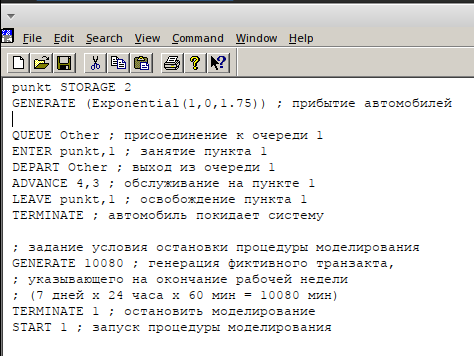 File Edit Search View Command Window Help
punkt STORAGE 2
GENERATE (Exponential(1,0,1.75)) ; прибытие автомобилей
QUEUE Other ; присоединение к очереди 1
ENTER punkt,1 ; занятие пункта 1
DEPART Other ; выход из очереди 1
ADVANCE 4,3 ; обслуживание на пункте 1
LEAVE punkt,1 ; освобождение пункта 1
TERMINATE ; автомобиль покидает систему
; задание условия остановки процедуры моделирования
GENERATE 10080 ; генерация фиктивного транзакта,
; указывающего на окончание рабочей недели
; (7 дней x 24 часа x 60 мин = 10080 мин)
TERMINATE 1 ; остановить моделирование
START 1 ; запуск процедуры моделирования